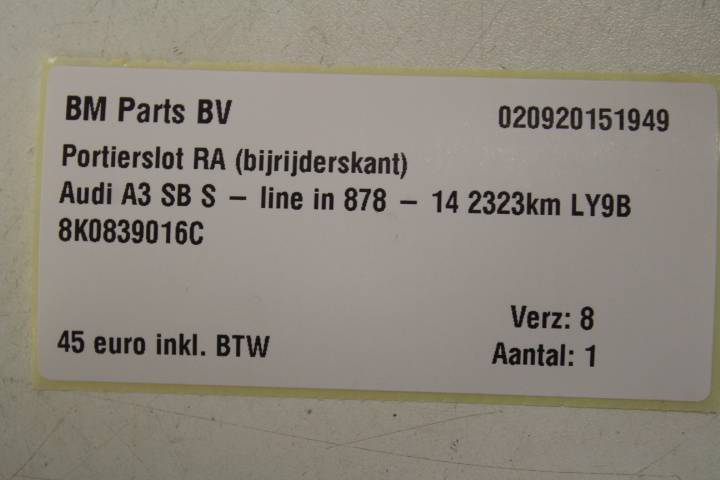 BM Parts BV 020920151949
Portierslot RA (bijrijderskant)
Audi A3 SB S – line in 878 – 14 2323km LY9B
8K0839016C
Verz: 8
45 euro inkl. BTW Aantal: 1